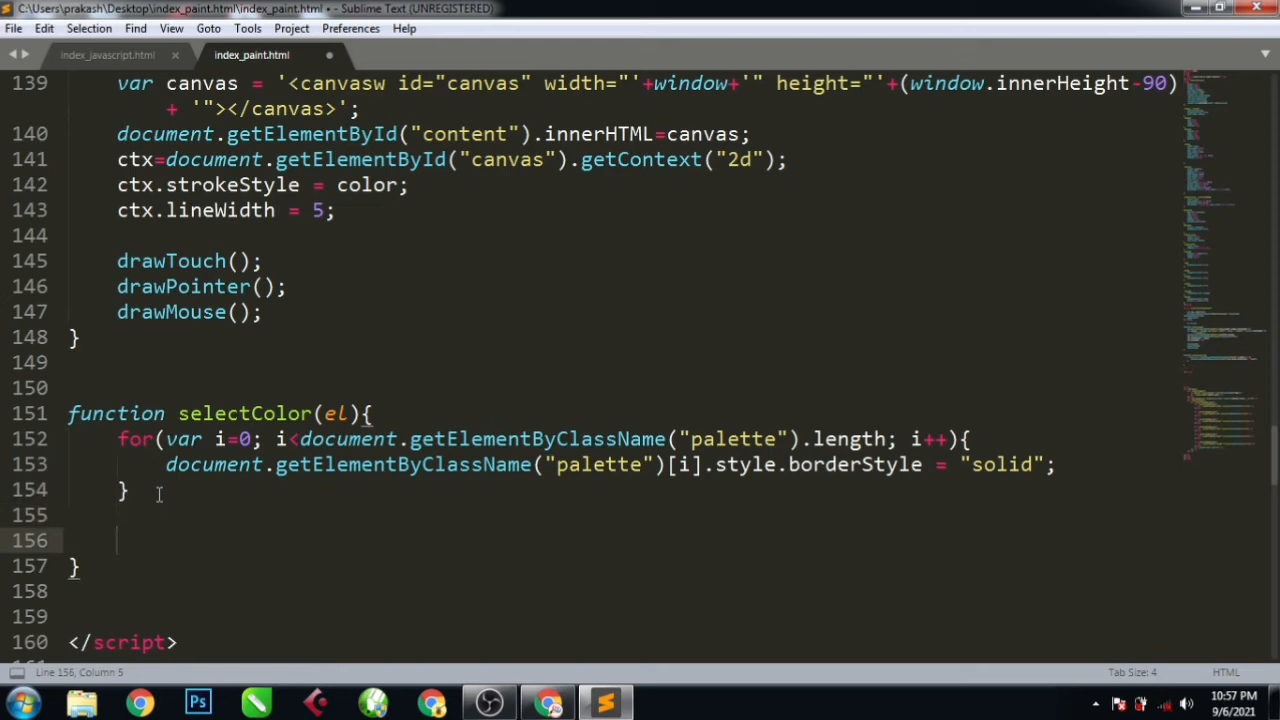 C:\Users\prakash\Desktop\index_paint.html\index_paint.html • - Sublime Text (UNREGISTERED)
File Edit Selection Find View Goto Tools Project Preferences Help
index_javascript.html index_paint.html
139 var canvas = '<canvasw id="canvas" width="'+window+'" height="'+(window.innerHeight-90)
+ '"></canvas>';
140 document.getElementById("content").innerHTML=canvas;
141 ctx=document.getElementById("canvas").getContext("2d");
142 ctx.strokeStyle = color;
143 ctx.lineWidth = 5;
144
145 drawTouch();
146 drawPointer();
147 drawMouse();
148 }
149
150
151 function selectColor(el){
152 for(var i=0; i<document.getElementByClassName("palette").length; i++){
153 document.getElementByClassName("palette")[i].style.borderStyle = "solid";
154 }
155
156
157 }
158
159
160 </script>
Line 156, Column 5 Tab Size: 4 HTML
Ps
10:57 PM
9/6/2021